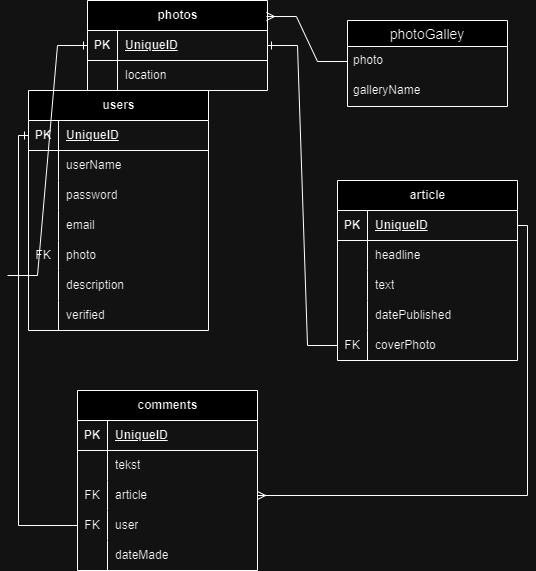 photos
PK UniqueID
location
photoGalley
photo
galleryName
users
PK UniqueID
userName
password
email
FK photo
description
verified
article
PK UniqueID
headline
text
datePublished
FK coverPhoto
comments
PK UniqueID
tekst
FK article
FK user
dateMade